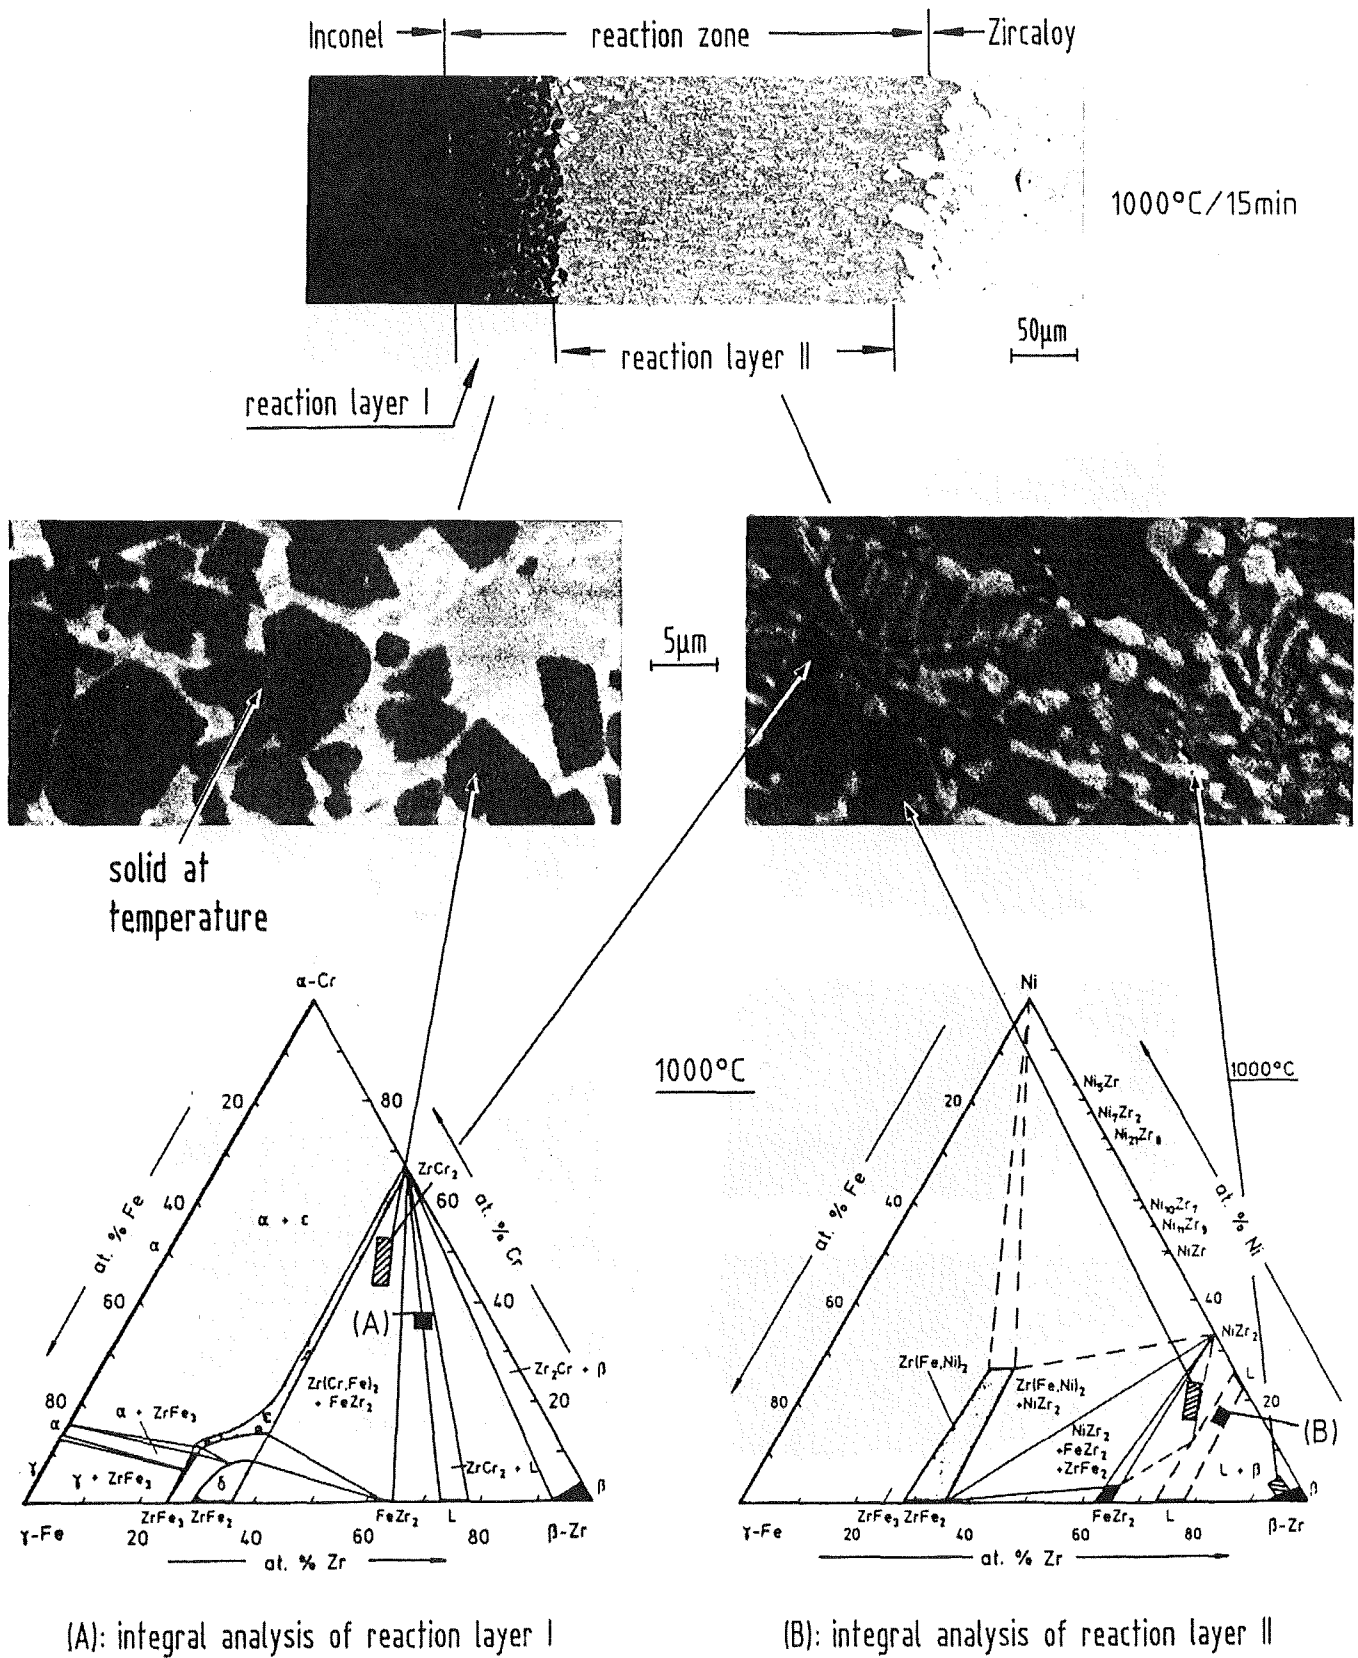 Inconel
reaction zone
Zircaloy
1000°C/15min
50µm
reaction layer II
reaction layer I
5µm
solid at
temperature
α-Cr
20
80
ZrCr₂
60
at. % Fe
40
α
α + ε
at. % Cr
60
(A)
40
Zr₂Cr + β
Zr(Cr,Fe)₂
+ FeZr₂
20
80
α + ZrFe₃
α
ε
γ
γ + ZrFe₃
δ
ZrCr₂ + L
β
γ-Fe
20
ZrFe₃
ZrFe₂
40
FeZr₂
L
80
β-Zr
at. % Zr
(A): integral analysis of reaction layer I
1000°C
Ni
1000°C
20
Ni₅Zr
Ni₇Zr₂
Ni₂₁Zr₈
at. % Fe
40
Ni₁₀Zr₇
Ni₁₁Zr₉
NiZr
at. % Ni
60
40
NiZr₂
Zr(Fe,Ni)₂
L
80
Zr(Fe,Ni)₂
+NiZr₂
20
NiZr₂
+FeZr₂
+ZrFe₂
(B)
L + β
β
γ-Fe
20
ZrFe₃
ZrFe₂
40
60
FeZr₂
L
80
β-Zr
at. % Zr
(B): integral analysis of reaction layer II